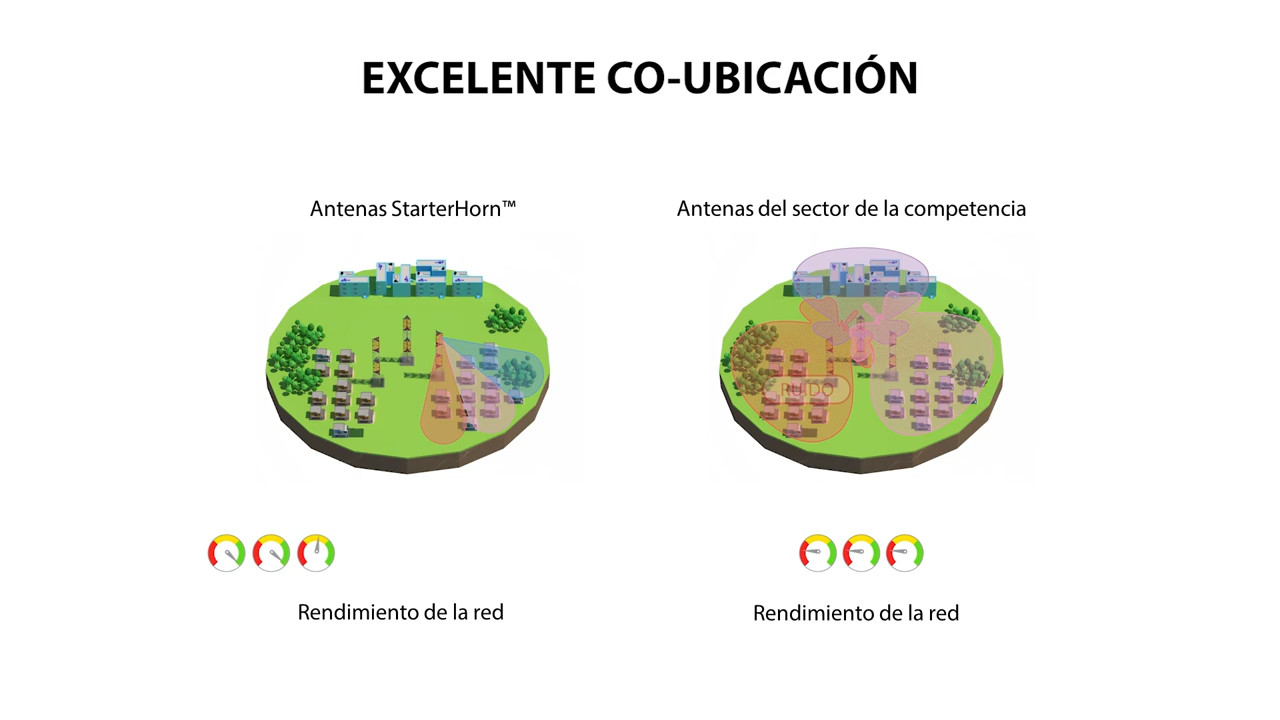 EXCELENTE CO-UBICACIÓN
Antenas StarterHorn™
Antenas del sector de la competencia
RUIDO
Rendimiento de la red
Rendimiento de la red